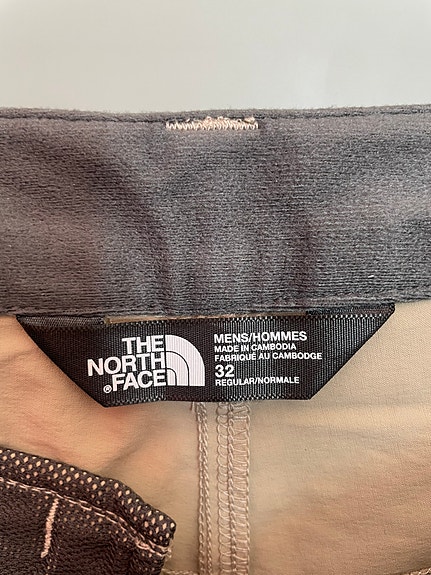 THE
NORTH
FACE®
MENS/HOMMES
MADE IN CAMBODIA
FABRIQUÉ AU CAMBODGE
32
REGULAR/NORMALE